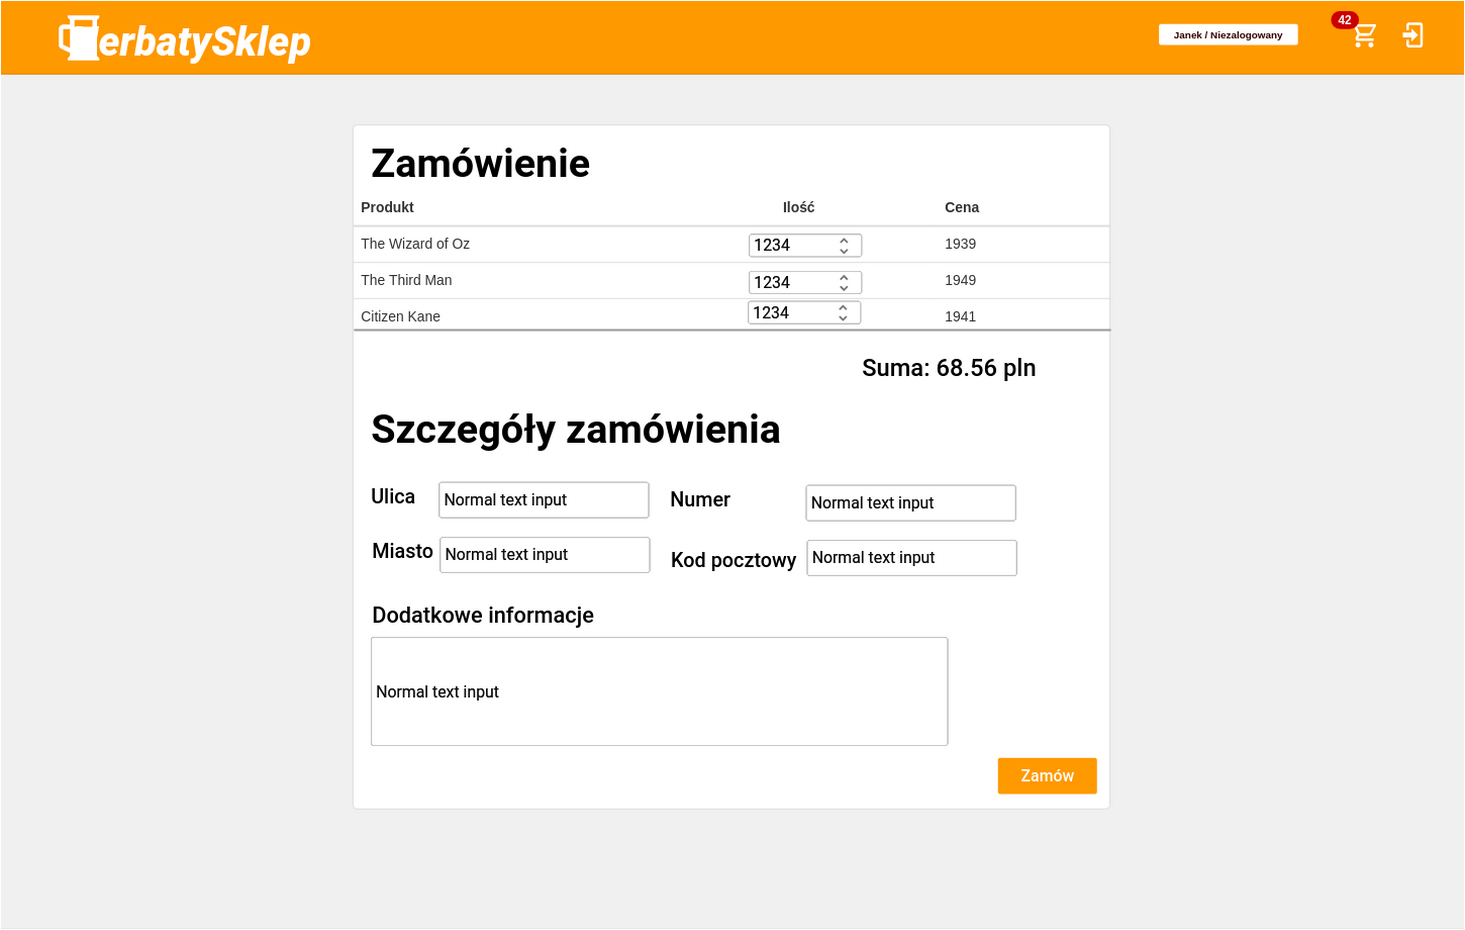 erbatySklep
Janek / Niezalogowany
42
Zamówienie
Produkt Ilość Cena
The Wizard of Oz 1234 1939
The Third Man 1234 1949
Citizen Kane 1234 1941
Suma: 68.56 pln
Szczegóły zamówienia
Ulica Normal text input Numer Normal text input
Miasto Normal text input Kod pocztowy Normal text input
Dodatkowe informacje
Normal text input
Zamów